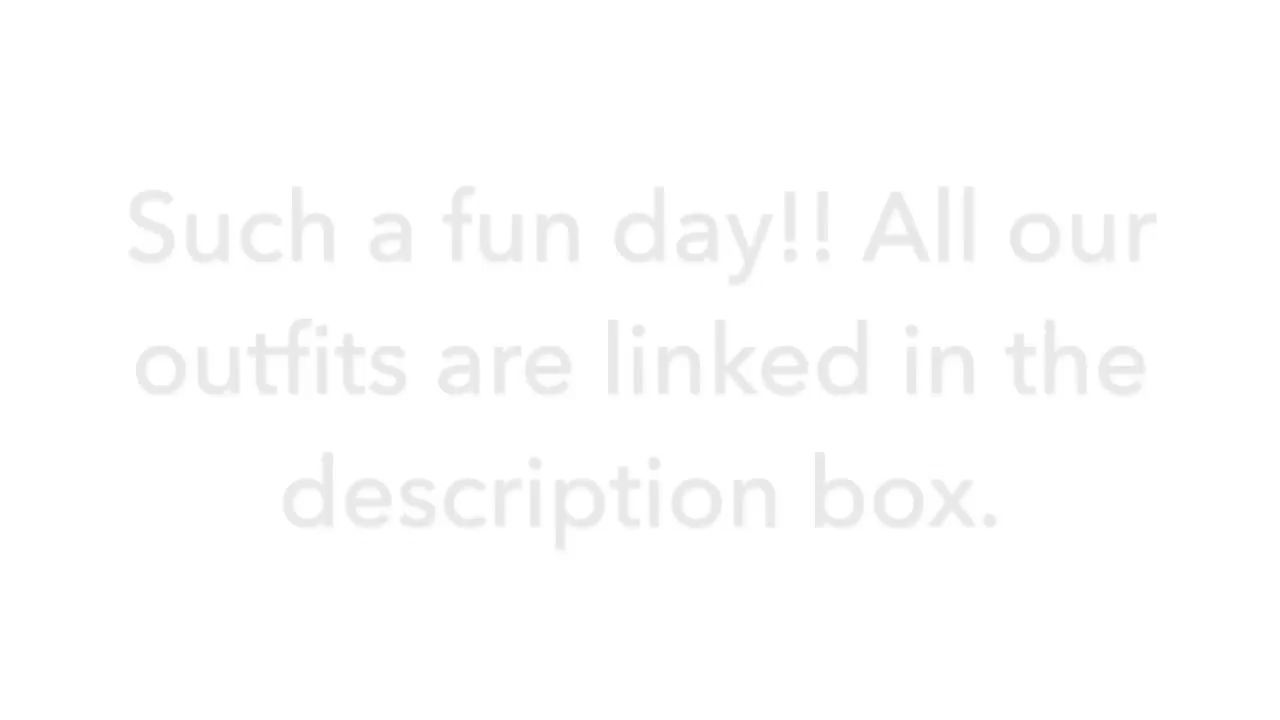 Such a fun day!! All our
outfits are linked in the
description box.